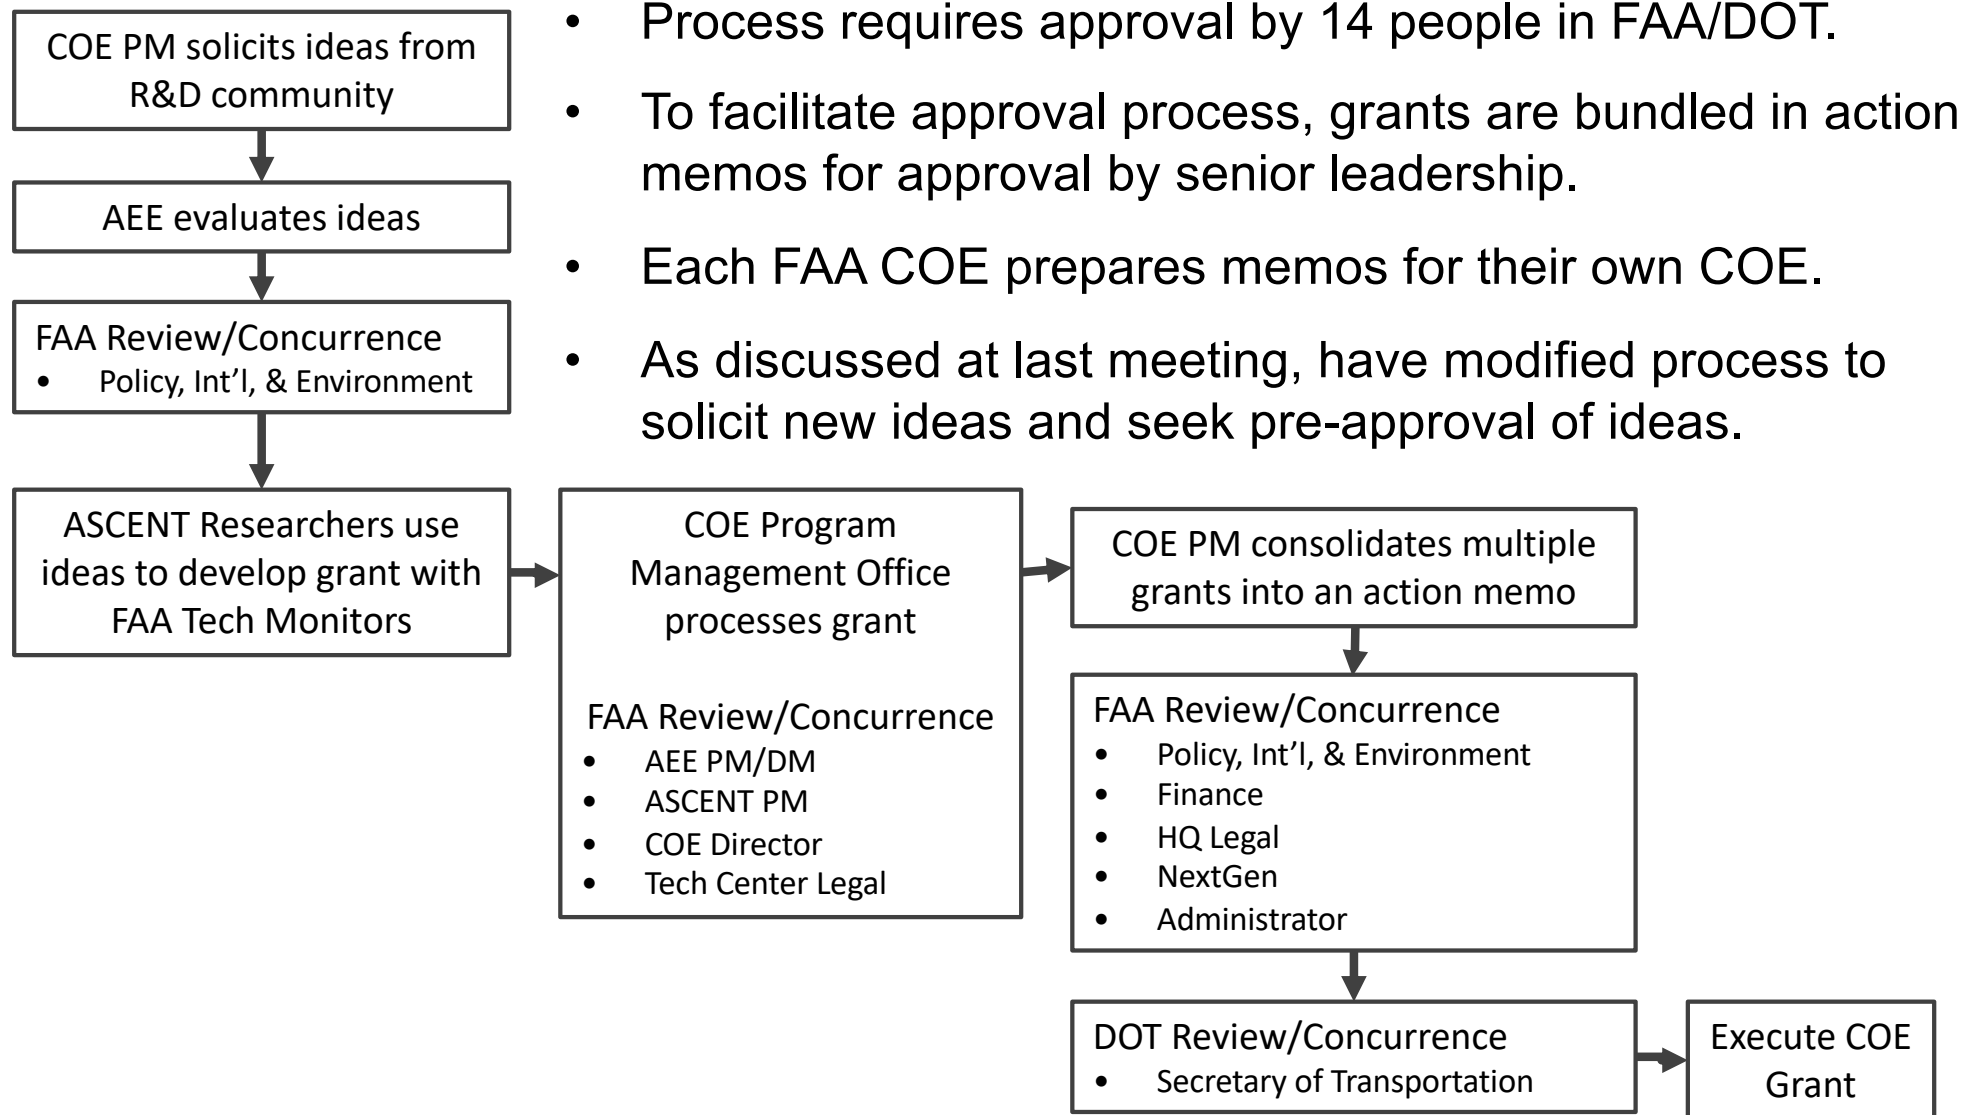 • Process requires approval by 14 people in FAA/DOT.
• To facilitate approval process, grants are bundled in action
memos for approval by senior leadership.
• Each FAA COE prepares memos for their own COE.
• As discussed at last meeting, have modified process to
solicit new ideas and seek pre-approval of ideas.
COE PM solicits ideas from
R&D community
AEE evaluates ideas
FAA Review/Concurrence
• Policy, Int’l, & Environment
ASCENT Researchers use
ideas to develop grant with
FAA Tech Monitors
COE Program
Management Office
processes grant
FAA Review/Concurrence
• AEE PM/DM
• ASCENT PM
• COE Director
• Tech Center Legal
COE PM consolidates multiple
grants into an action memo
FAA Review/Concurrence
• Policy, Int’l, & Environment
• Finance
• HQ Legal
• NextGen
• Administrator
DOT Review/Concurrence
• Secretary of Transportation
Execute COE
Grant